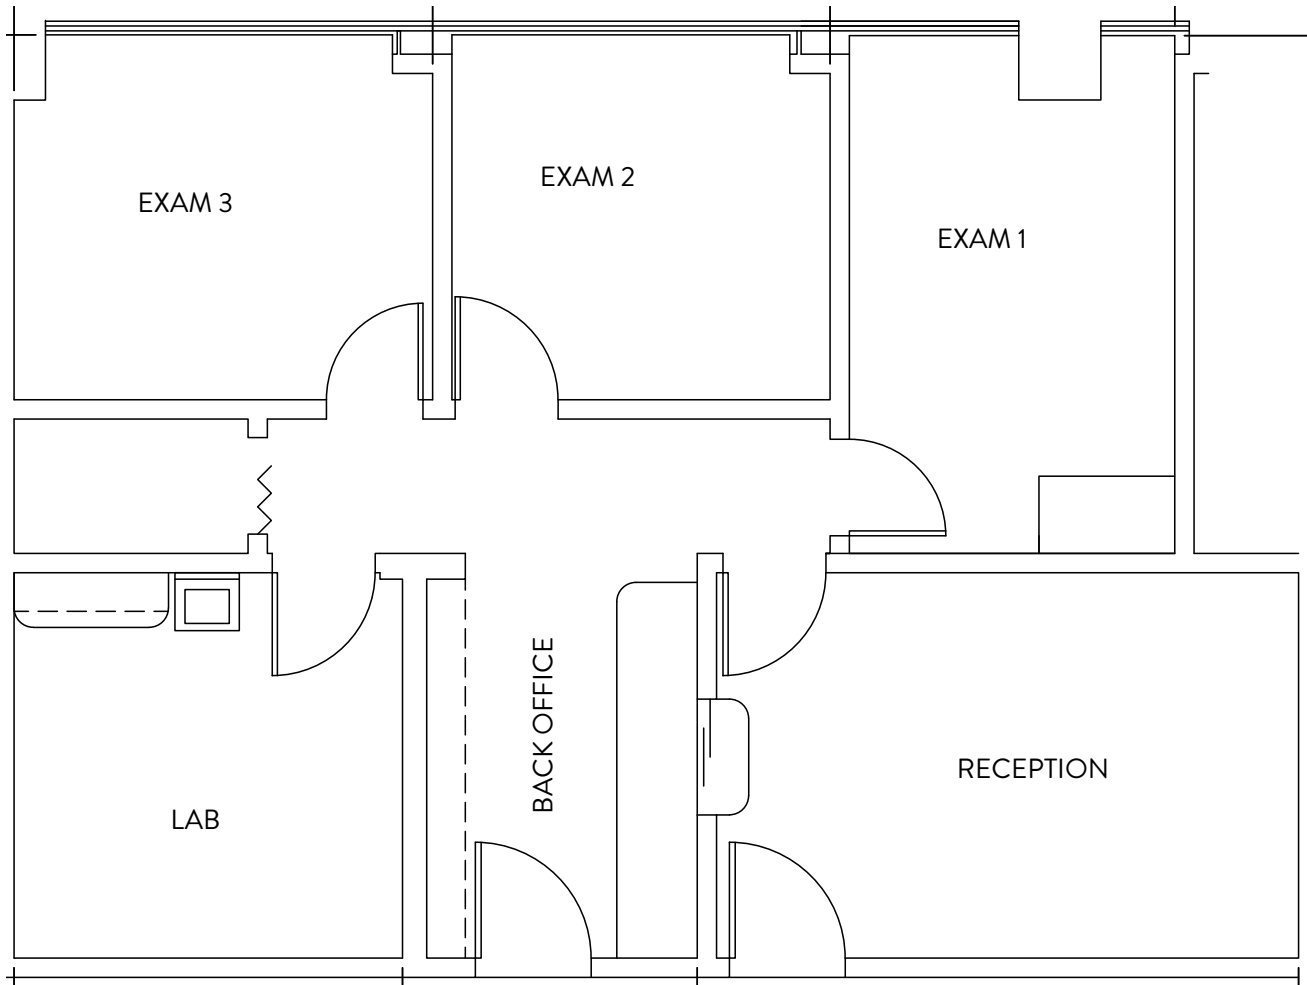 EXAM 3
EXAM 2
EXAM 1
BACK OFFICE
RECEPTION
LAB